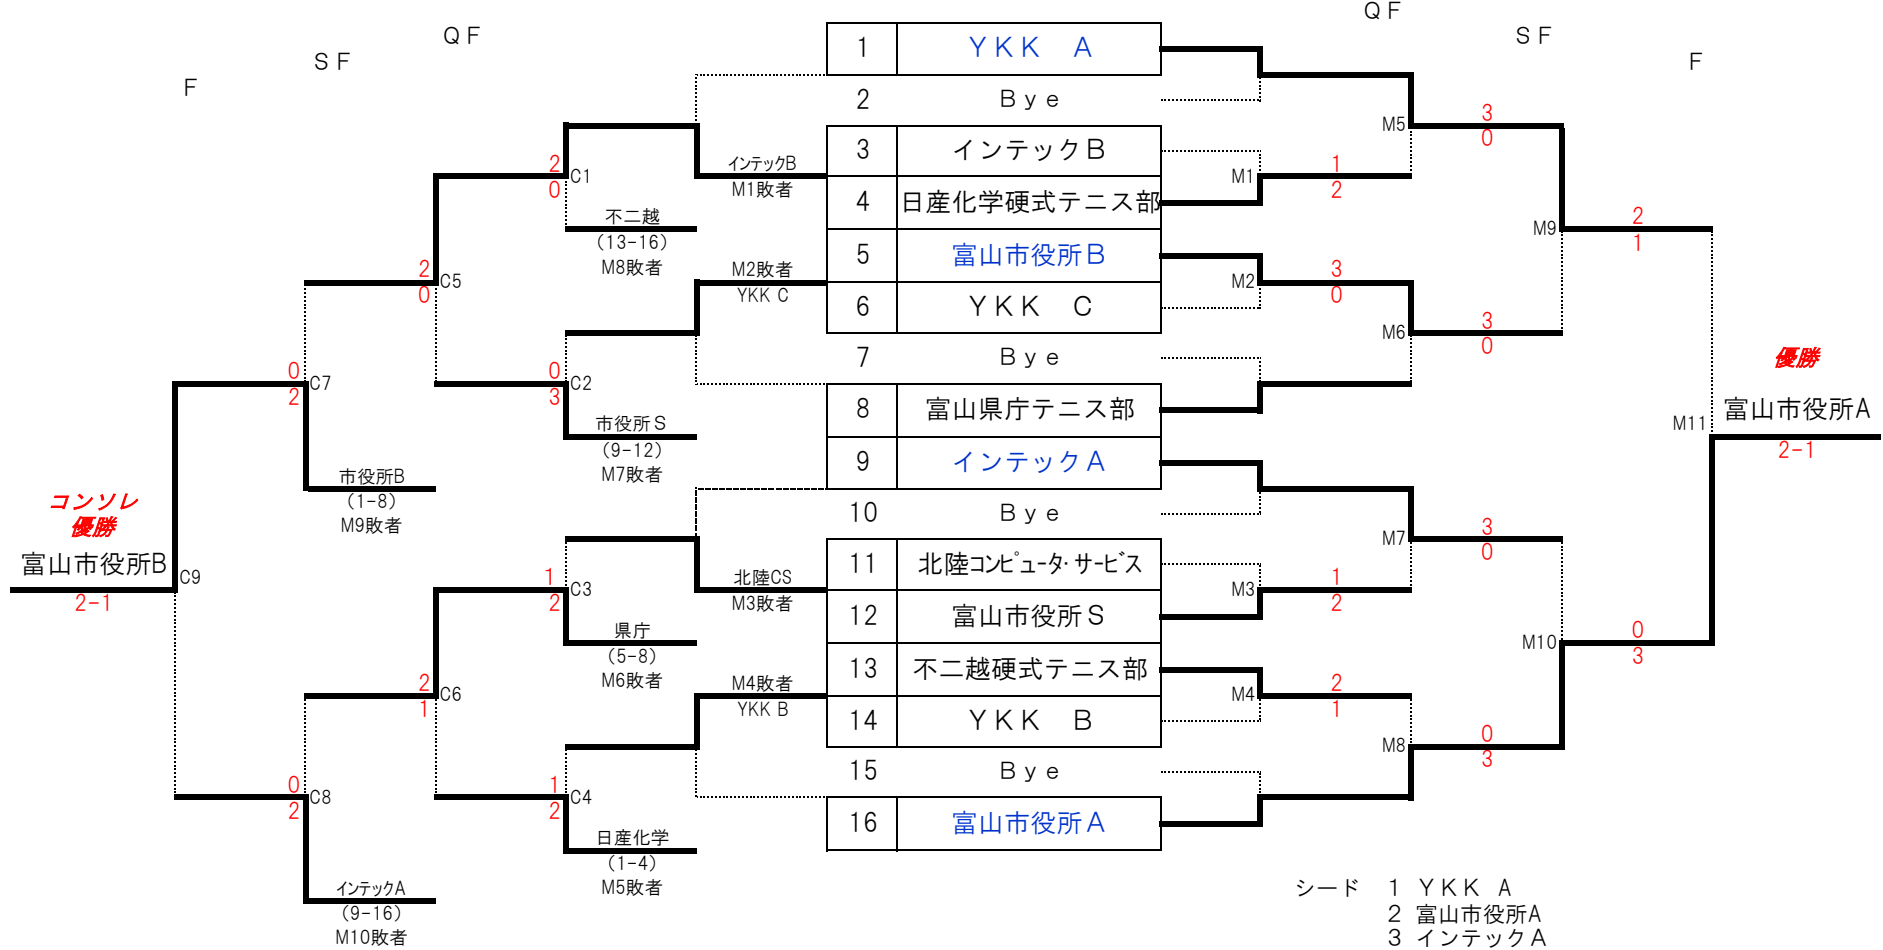 ＱＦ
ＱＦ
ＳＦ
ＳＦ
Ｆ
Ｆ
1 ＹＫＫ　Ａ
2 Ｂｙｅ
3 インテックＢ
4 日産化学硬式テニス部
5 富山市役所Ｂ
6 ＹＫＫ　Ｃ
7 Ｂｙｅ
8 富山県庁テニス部
9 インテックＡ
10 Ｂｙｅ
11 北陸コンピュータ・サービス
12 富山市役所Ｓ
13 不二越硬式テニス部
14 ＹＫＫ　Ｂ
15 Ｂｙｅ
16 富山市役所Ａ
インテックB
M1敗者
M2敗者
YKK C
北陸CS
M3敗者
M4敗者
YKK B
2
0
C1
不二越
(13-16)
M8敗者
0
3
C2
市役所Ｓ
(9-12)
M7敗者
1
2
C3
県庁
(5-8)
M6敗者
1
2
C4
日産化学
(1-4)
M5敗者
2
0
C5
2
1
C6
0
2
C7
市役所B
(1-8)
M9敗者
0
2
C8
インテックA
(9-16)
M10敗者
コンソレ
優勝
富山市役所B
C9
2-1
M1
1
2
M2
3
0
M3
1
2
M4
2
1
M5
3
0
M6
3
0
M7
3
0
M8
0
3
M9
2
1
M10
0
3
M11
優勝
富山市役所A
2-1
シード 1 ＹＫＫ Ａ
2 富山市役所A
3 インテックＡ